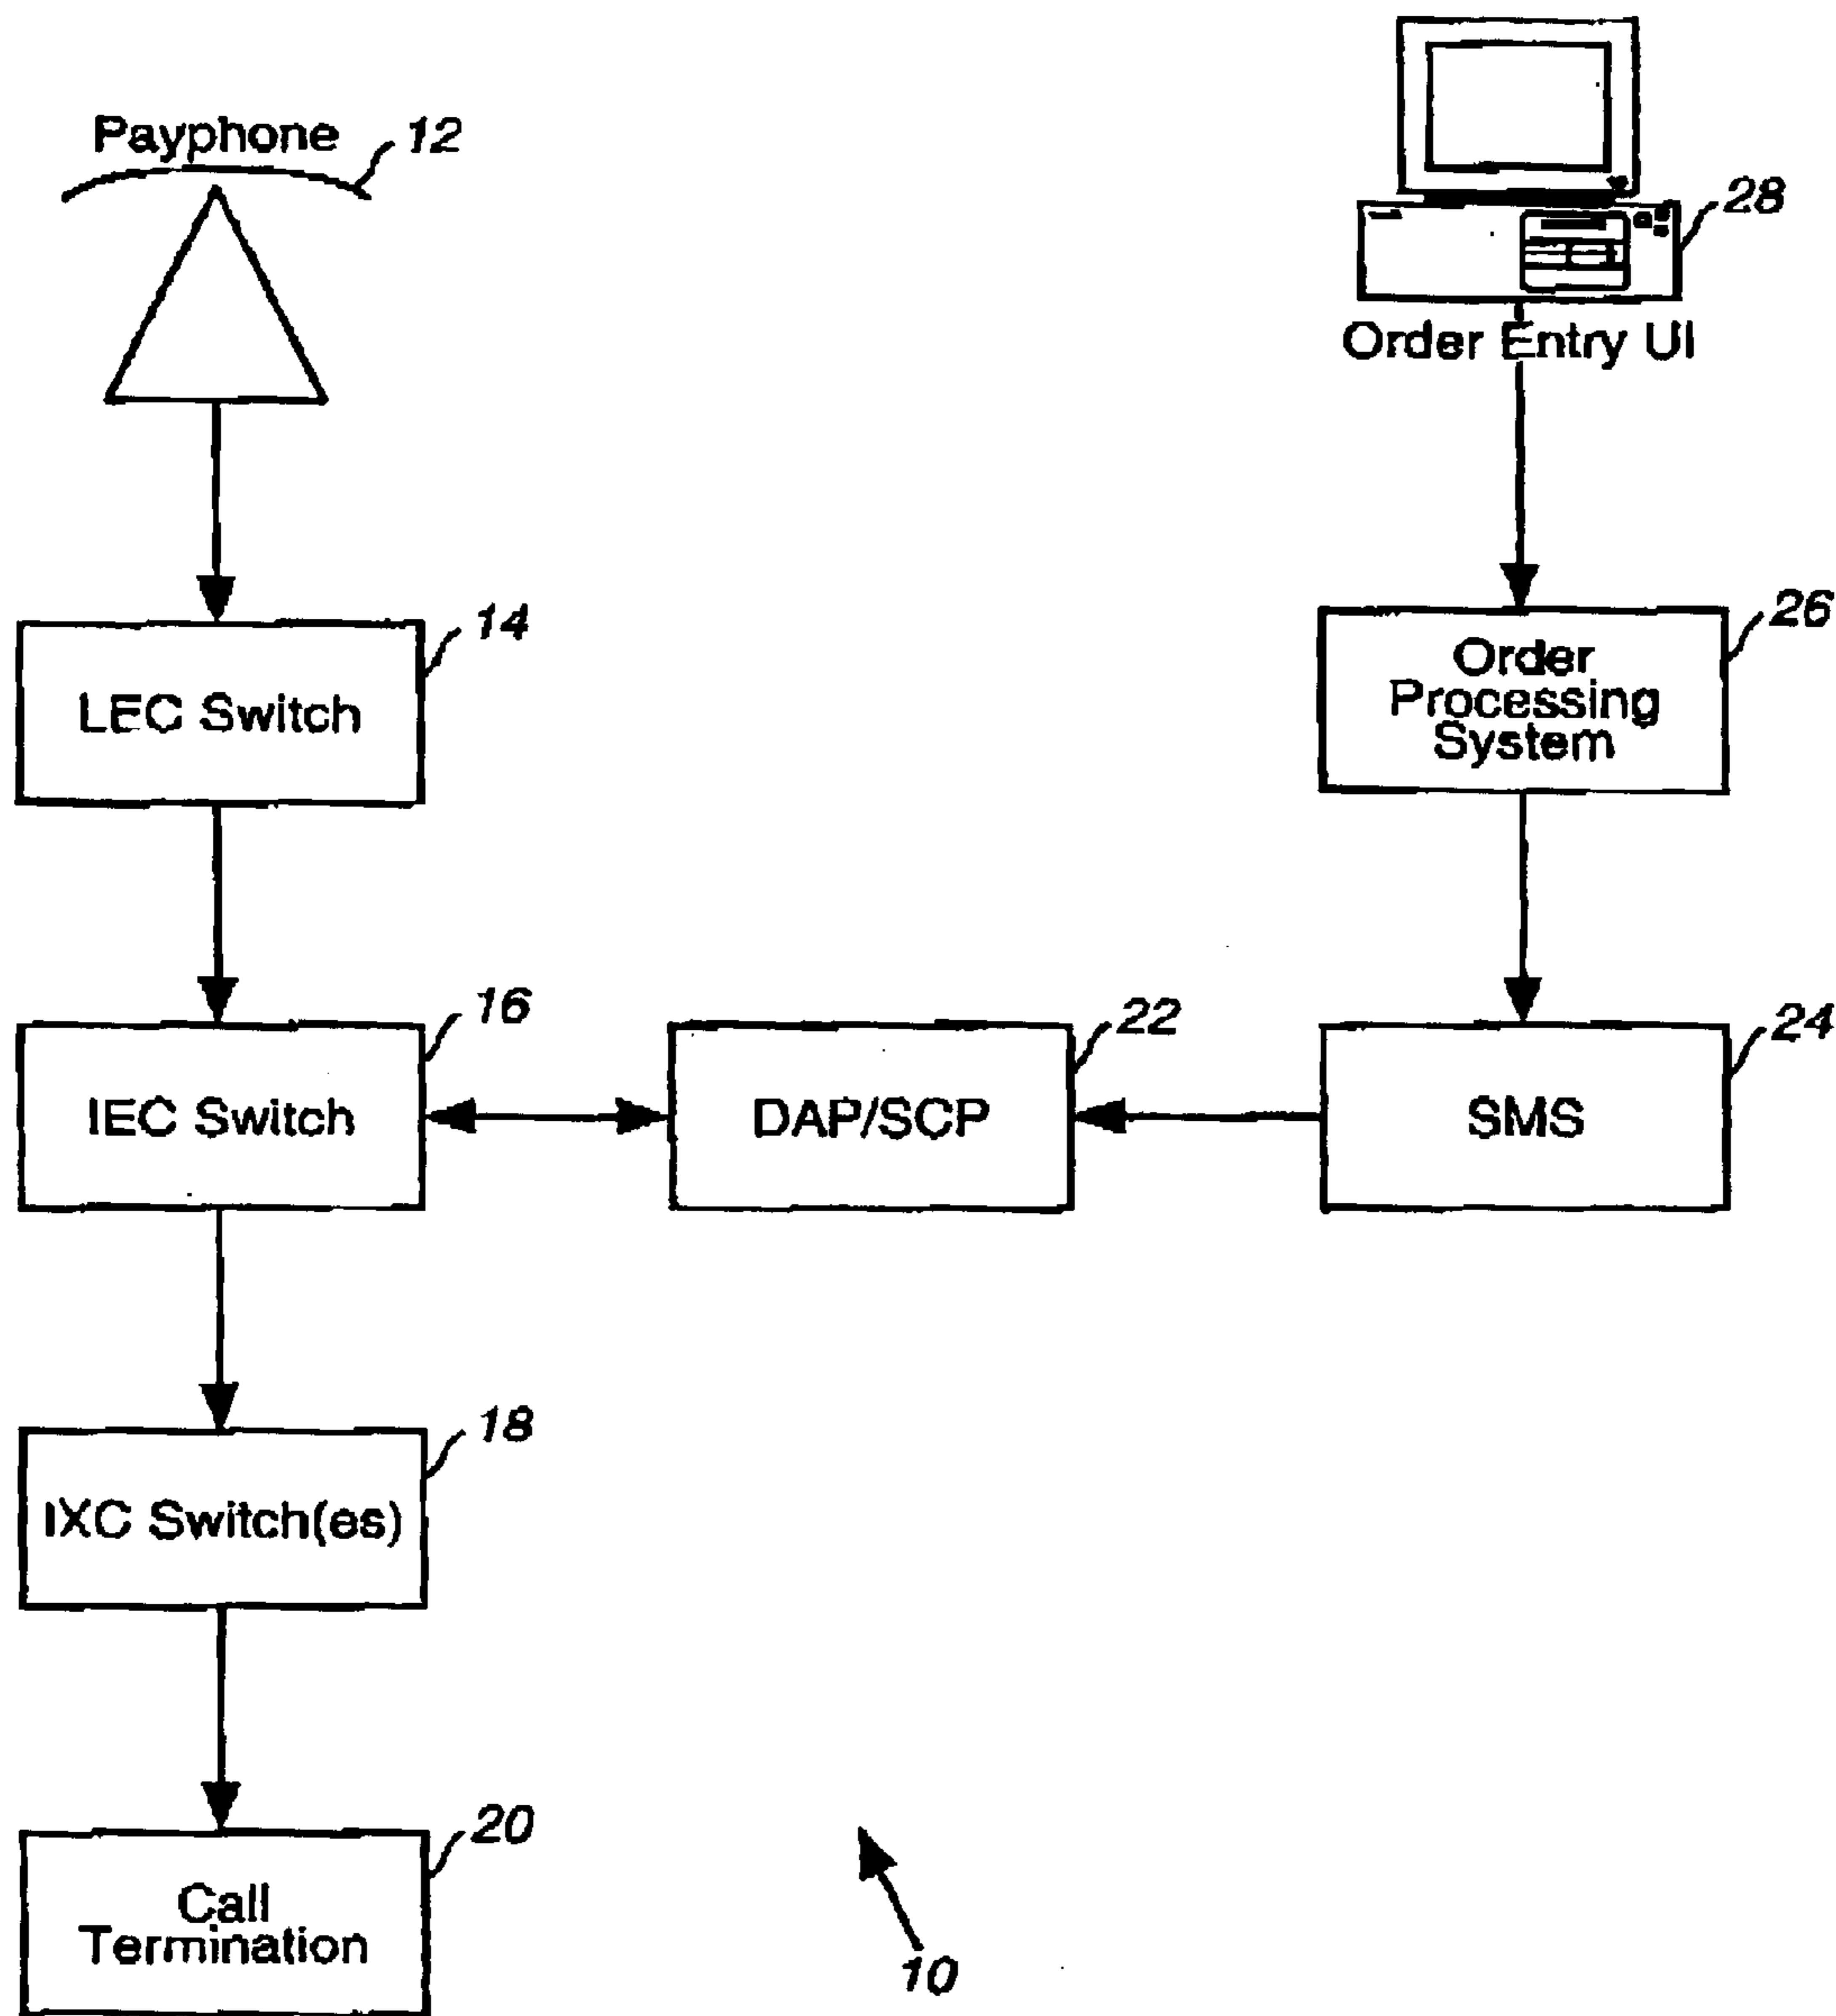 Payphone
12
28
Order Entry UI
14
LEC Switch
26
Order
Processing
System
16
IEC Switch
22
DAP/SCP
24
SMS
18
IXC Switch(es)
20
Call
Termination
10